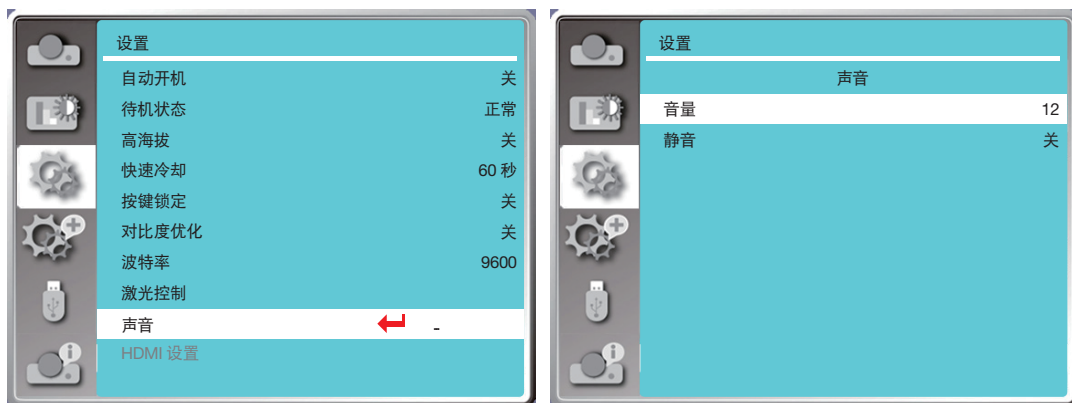 设置
自动开机 关
待机状态 正常
高海拔 关
快速冷却 60 秒
按键锁定 关
对比度优化 关
波特率 9600
激光控制
声音 -
HDMI 设置
设置
声音
音量 12
静音 关